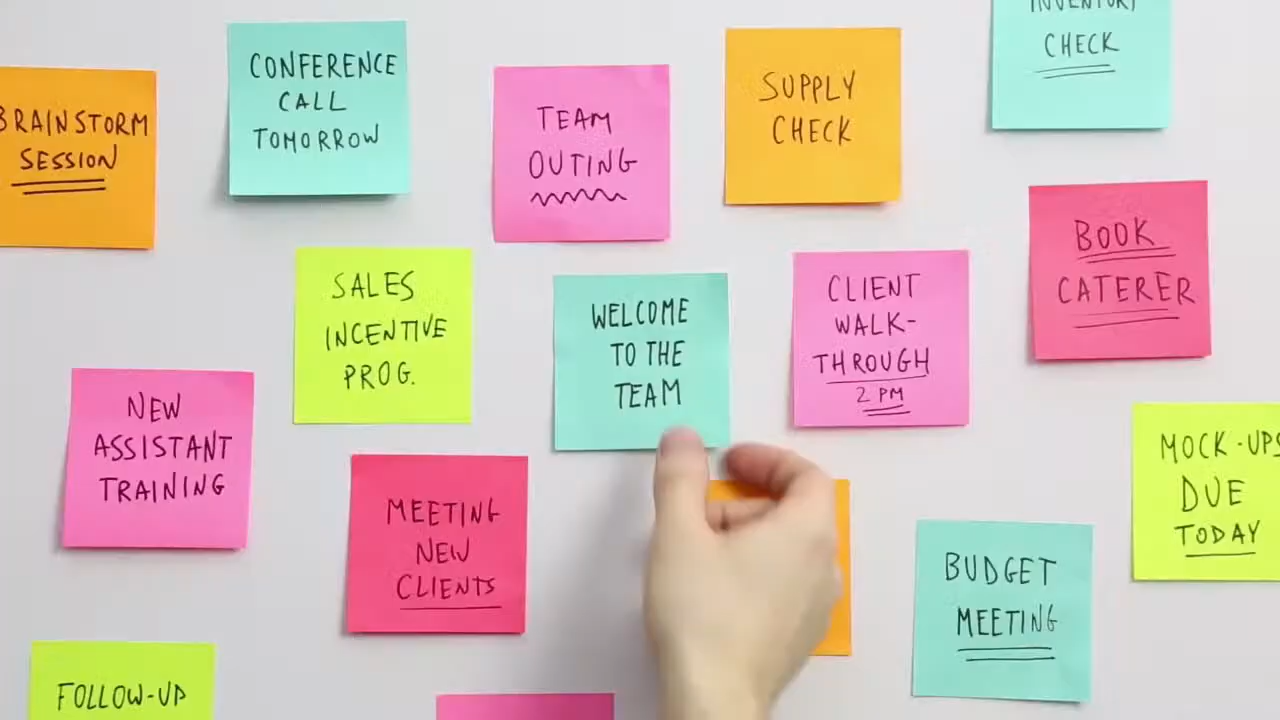 BRAINSTORM
SESSION
CONFERENCE
CALL
TOMORROW
TEAM
OUTING
SUPPLY
CHECK
INVENTORY
CHECK
SALES
INCENTIVE
PROG.
WELCOME
TO THE
TEAM
CLIENT
WALK-
THROUGH
2 PM
BOOK
CATERER
NEW
ASSISTANT
TRAINING
MEETING
NEW
CLIENTS
BUDGET
MEETING
MOCK-UPS
DUE
TODAY
FOLLOW-UP